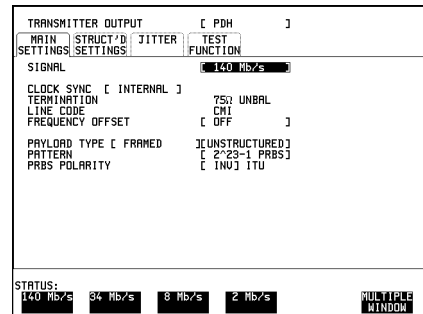 TRANSMITTER OUTPUT [ PDH ]
MAIN SETTINGS STRUCT'D SETTINGS JITTER TEST FUNCTION
SIGNAL [ 140 Mb/s ]
CLOCK SYNC [ INTERNAL ]
TERMINATION 75Ω UNBAL
LINE CODE CMI
FREQUENCY OFFSET [ OFF ]
PAYLOAD TYPE [ FRAMED ][UNSTRUCTURED]
PATTERN [ 2^23-1 PRBS]
PRBS POLARITY [ INV] ITU
STATUS:
140 Mb/s 34 Mb/s 8 Mb/s 2 Mb/s MULTIPLE WINDOW